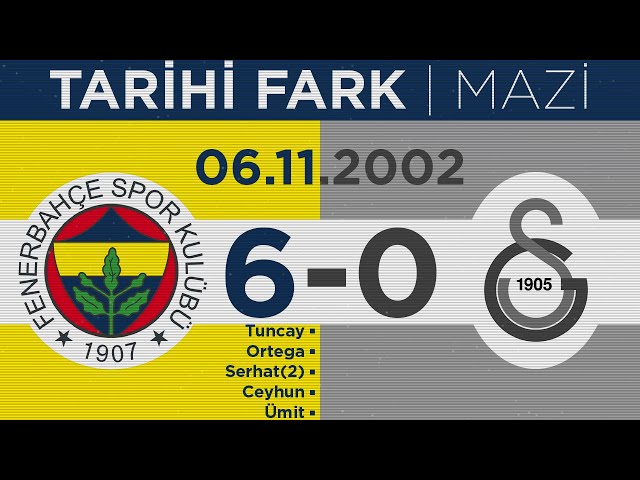 TARİHİ FARK | MAZİ
06.11.2002
FENERBAHÇE SPOR KULÜBÜ
★ 1907 ★
6-0
1905
Tuncay ▪
Ortega ▪
Serhat(2) ▪
Ceyhun ▪
Ümit ▪